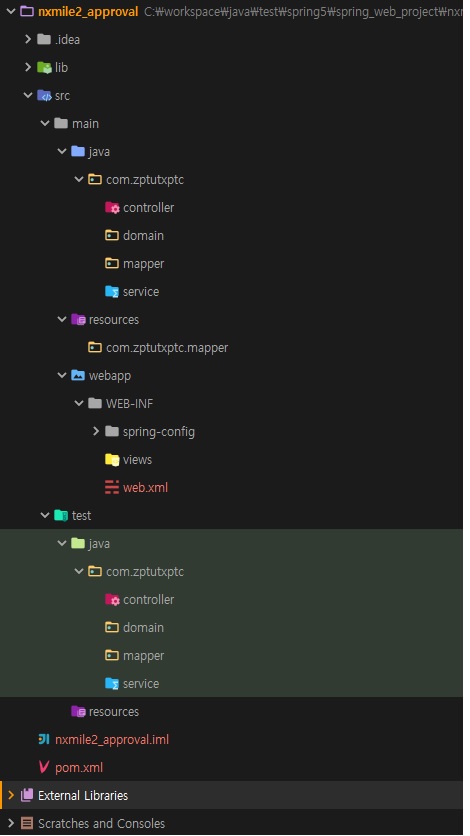 nxmile2_approval C:₩workspace₩java₩test₩spring5₩spring_web_project₩nxm
.idea
lib
src
main
java
com.zptutxptc
controller
domain
mapper
service
resources
com.zptutxptc.mapper
webapp
WEB-INF
spring-config
views
web.xml
test
java
com.zptutxptc
controller
domain
mapper
service
resources
nxmile2_approval.iml
pom.xml
External Libraries
Scratches and Consoles